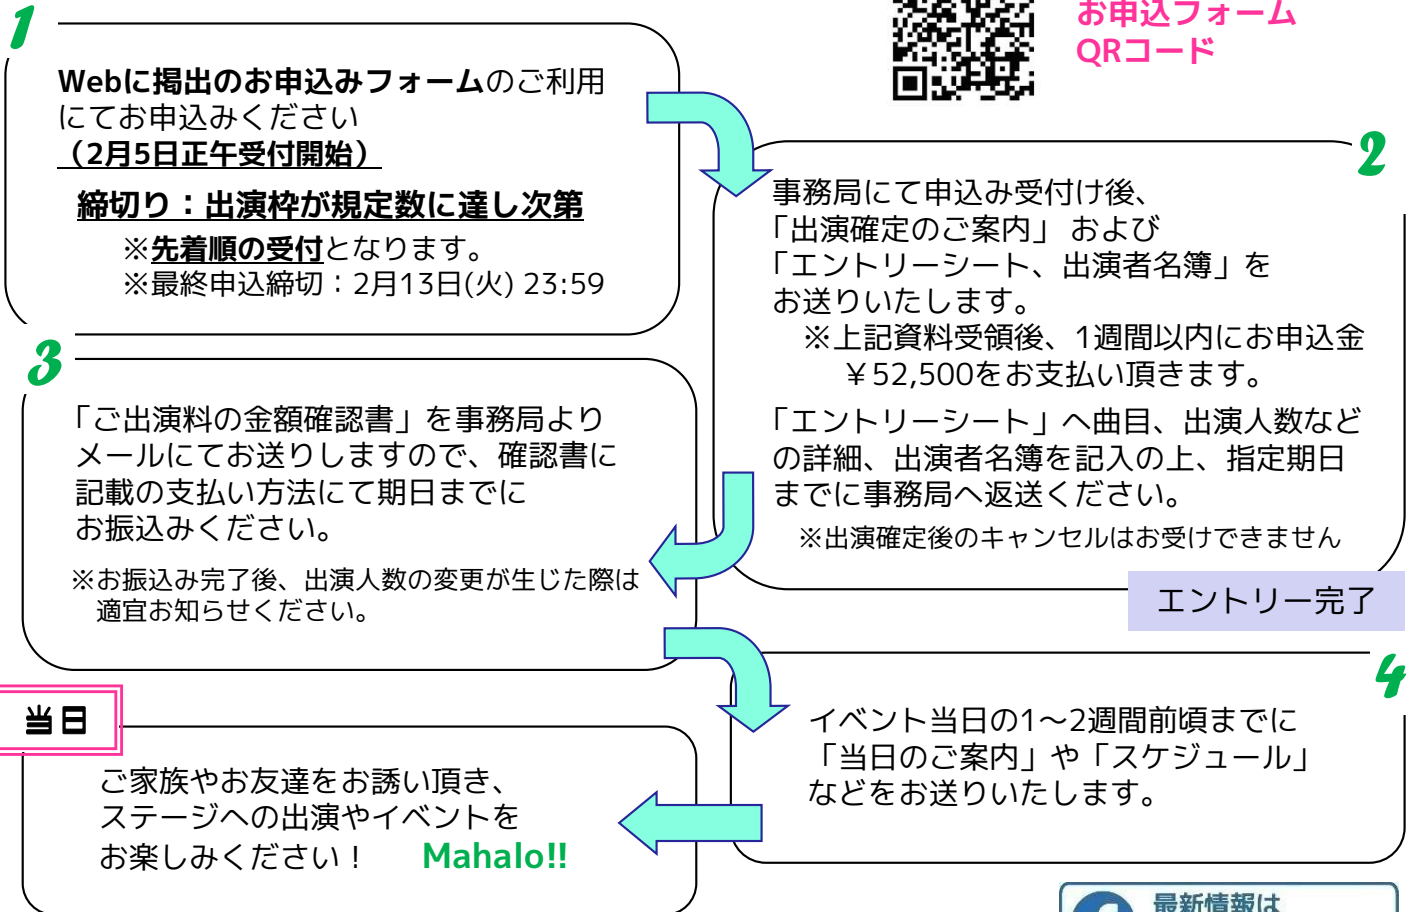 お申込フォーム
QRコード
1
Webに掲出のお申込みフォームのご利用
にてお申込みください
（2月5日正午受付開始）
締切り：出演枠が規定数に達し次第
※先着順の受付となります。
※最終申込締切：2月13日(火) 23:59
2
事務局にて申込み受付け後、
「出演確定のご案内」 および
「エントリーシート、出演者名簿」を
お送りいたします。
※上記資料受領後、1週間以内にお申込金
￥52,500をお支払い頂きます。
「エントリーシート」へ曲目、出演人数など
の詳細、出演者名簿を記入の上、指定期日
までに事務局へ返送ください。
※出演確定後のキャンセルはお受けできません
エントリー完了
3
「ご出演料の金額確認書」を事務局より
メールにてお送りしますので、確認書に
記載の支払い方法にて期日までに
お振込みください。
※お振込み完了後、出演人数の変更が生じた際は
適宜お知らせください。
4
イベント当日の1～2週間前頃までに
「当日のご案内」や「スケジュール」
などをお送りいたします。
当日
ご家族やお友達をお誘い頂き、
ステージへの出演やイベントを
お楽しみください！ Mahalo!!
最新情報は